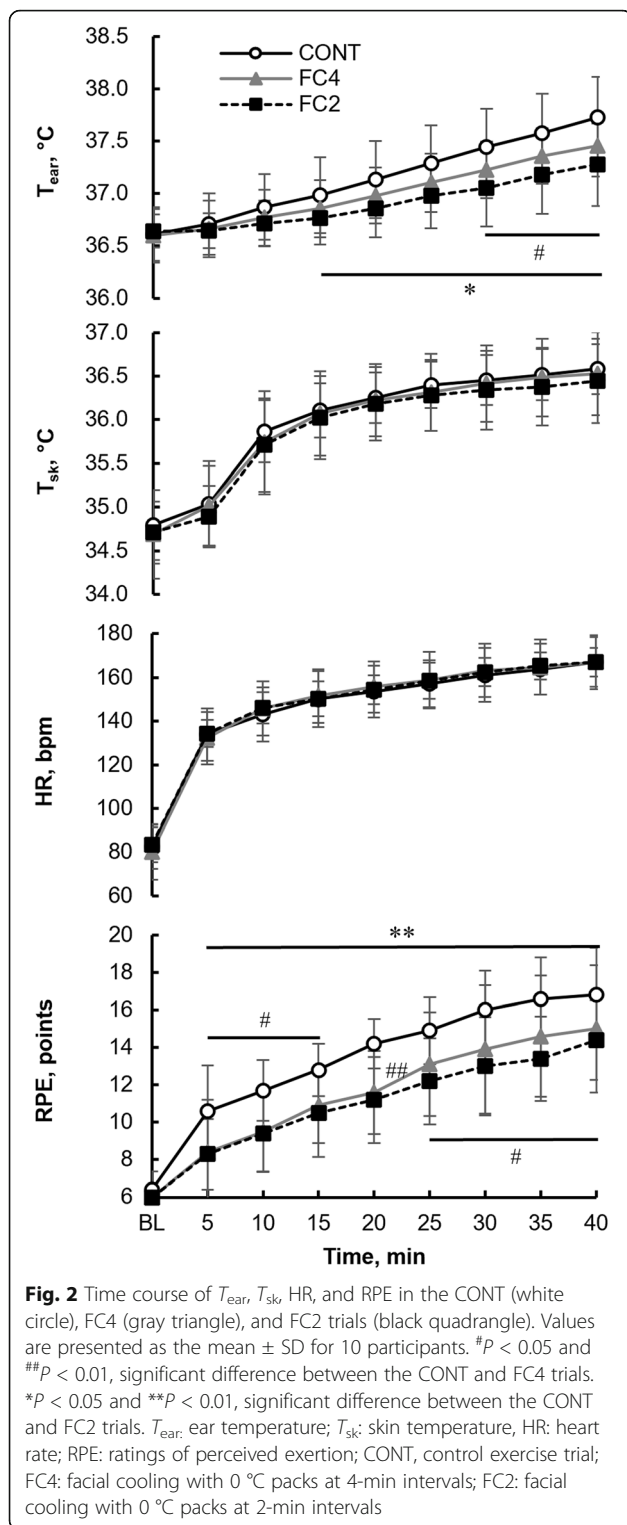 38.5
CONT
38.0
FC4
FC2
37.5
37.0
36.5
36.0
Tear, °C
#
*
37.0
36.5
36.0
35.5
35.0
34.5
34.0
Tsk, °C
180
160
140
120
100
80
60
HR, bpm
20
18
16
14
12
10
8
6
RPE, points
**
#
##
#
BL 5 10 15 20 25 30 35 40
Time, min
Fig. 2 Time course of Tear, Tsk, HR, and RPE in the CONT (white
circle), FC4 (gray triangle), and FC2 trials (black quadrangle). Values
are presented as the mean ± SD for 10 participants. #P < 0.05 and
##P < 0.01, significant difference between the CONT and FC4 trials.
*P < 0.05 and **P < 0.01, significant difference between the CONT
and FC2 trials. Tear: ear temperature; Tsk: skin temperature, HR: heart
rate; RPE: ratings of perceived exertion; CONT, control exercise trial;
FC4: facial cooling with 0 °C packs at 4-min intervals; FC2: facial
cooling with 0 °C packs at 2-min intervals